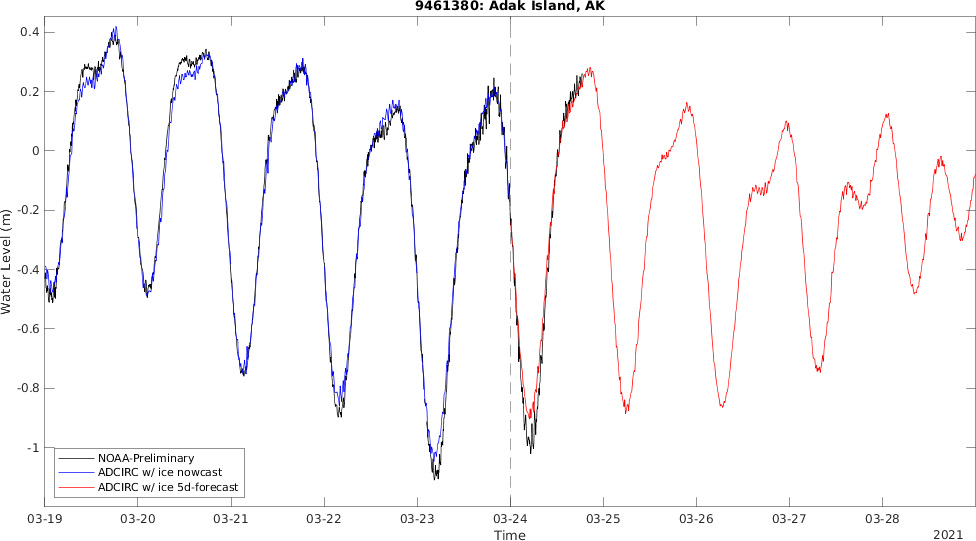 9461380: Adak Island, AK
0.4
0.2
0
-0.2
-0.4
-0.6
-0.8
-1
Water Level (m)
NOAA-Preliminary
ADCIRC w/ ice nowcast
ADCIRC w/ ice 5d-forecast
03-19 03-20 03-21 03-22 03-23 03-24 03-25 03-26 03-27 03-28
Time
2021